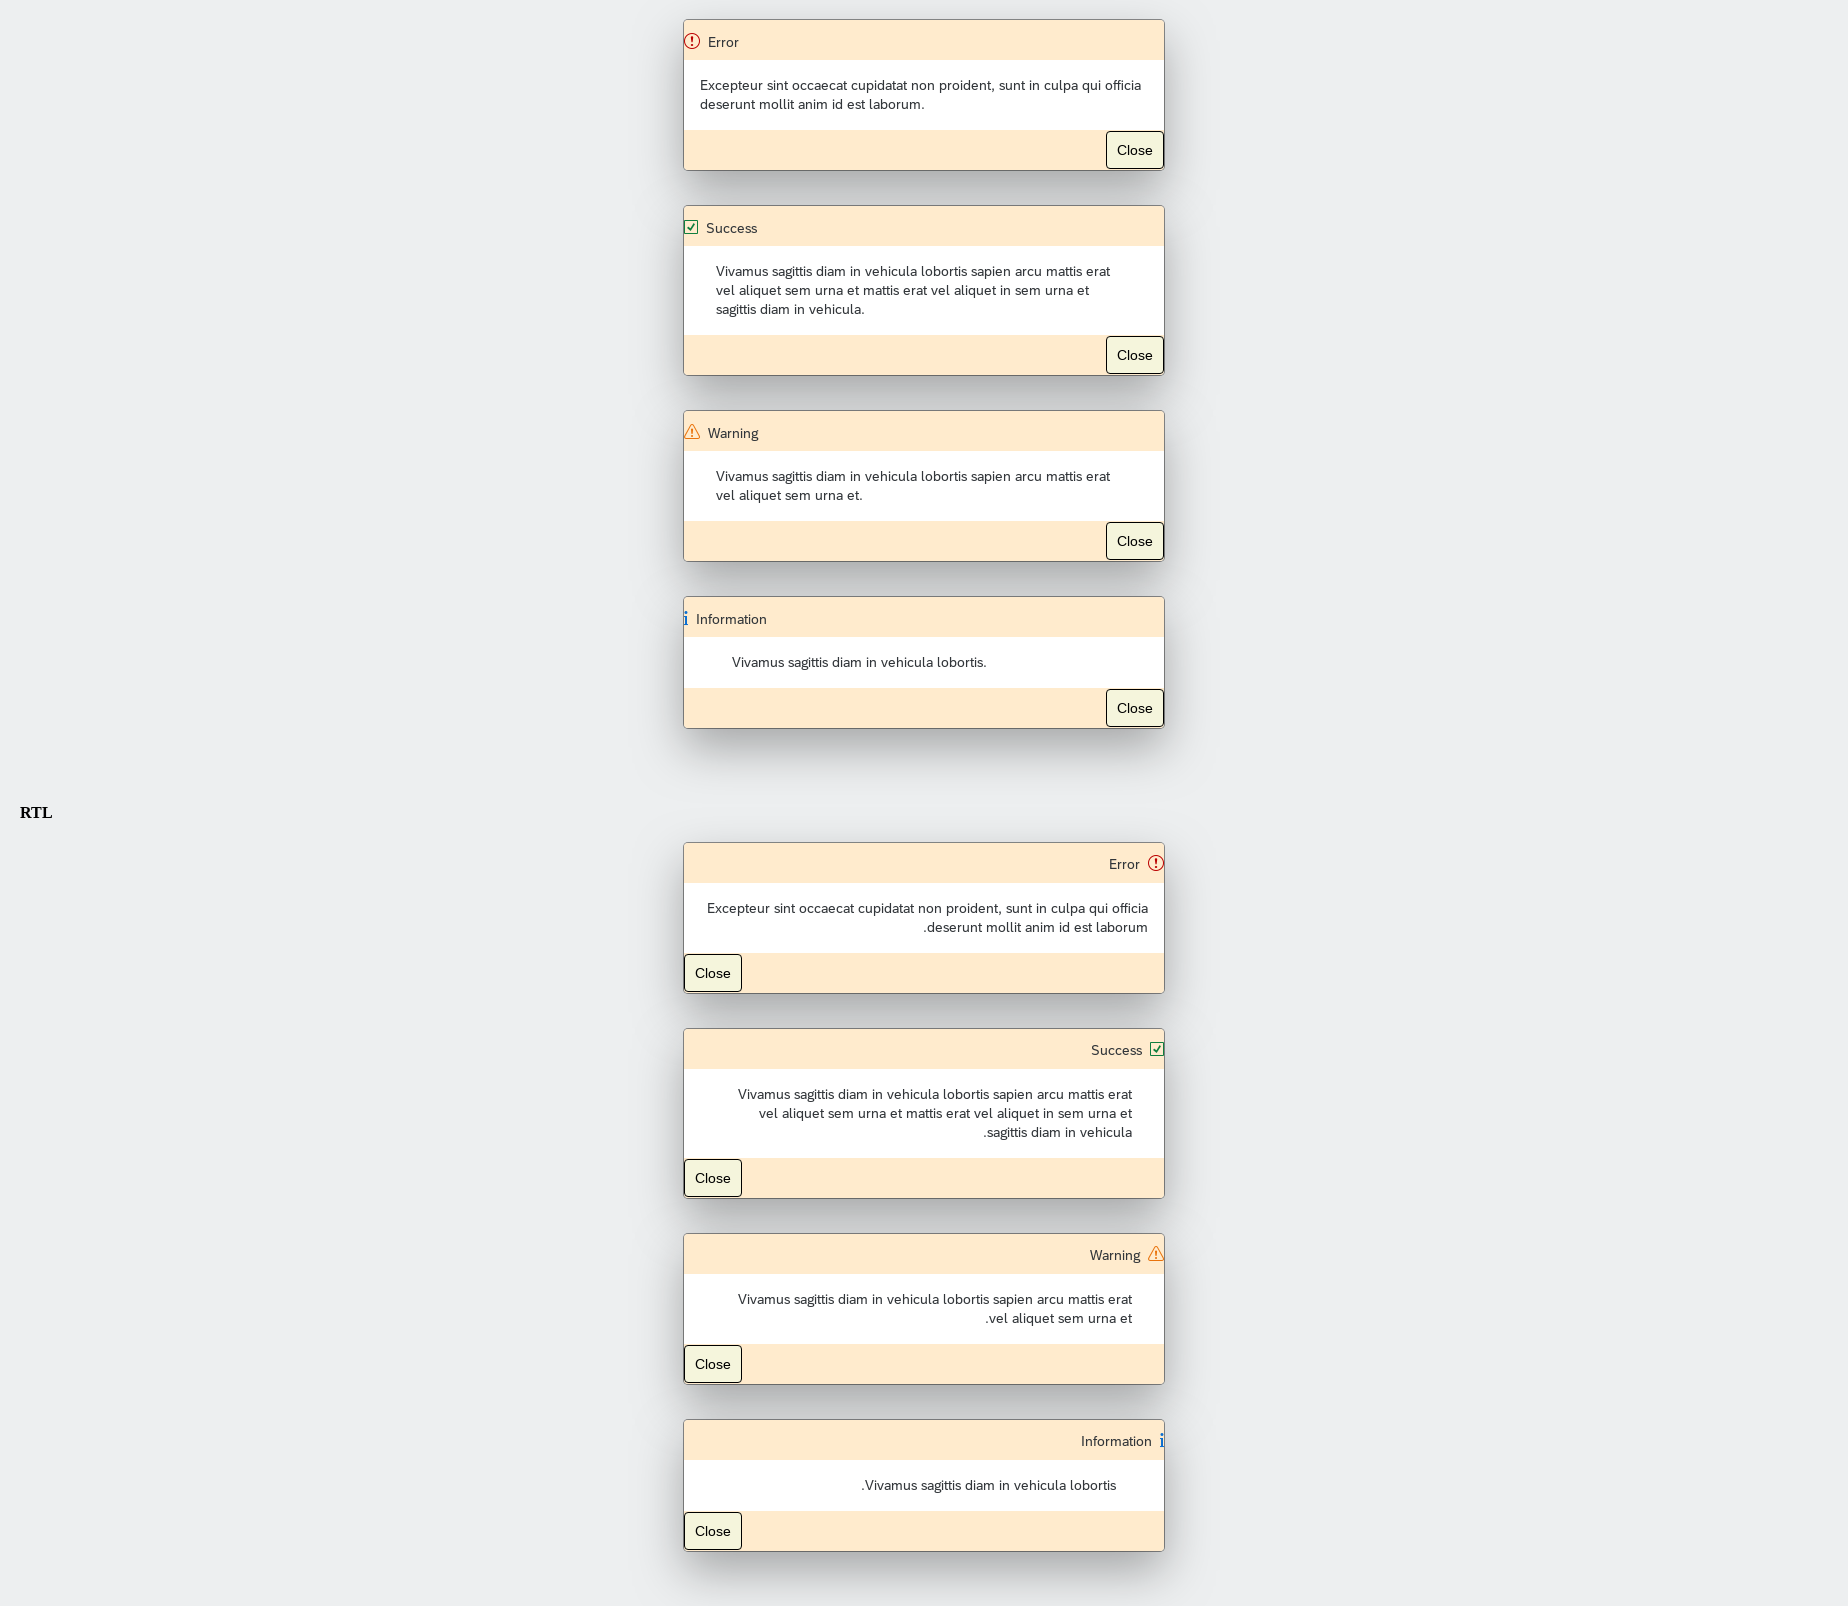 Error
Excepteur sint occaecat cupidatat non proident, sunt in culpa qui officia
deserunt mollit anim id est laborum.
Close
Success
Vivamus sagittis diam in vehicula lobortis sapien arcu mattis erat
vel aliquet sem urna et mattis erat vel aliquet in sem urna et
sagittis diam in vehicula.
Close
Warning
Vivamus sagittis diam in vehicula lobortis sapien arcu mattis erat
vel aliquet sem urna et.
Close
Information
Vivamus sagittis diam in vehicula lobortis.
Close
RTL
Error
Excepteur sint occaecat cupidatat non proident, sunt in culpa qui officia
.deserunt mollit anim id est laborum
Close
Success
Vivamus sagittis diam in vehicula lobortis sapien arcu mattis erat
vel aliquet sem urna et mattis erat vel aliquet in sem urna et
.sagittis diam in vehicula
Close
Warning
Vivamus sagittis diam in vehicula lobortis sapien arcu mattis erat
.vel aliquet sem urna et
Close
Information
.Vivamus sagittis diam in vehicula lobortis
Close